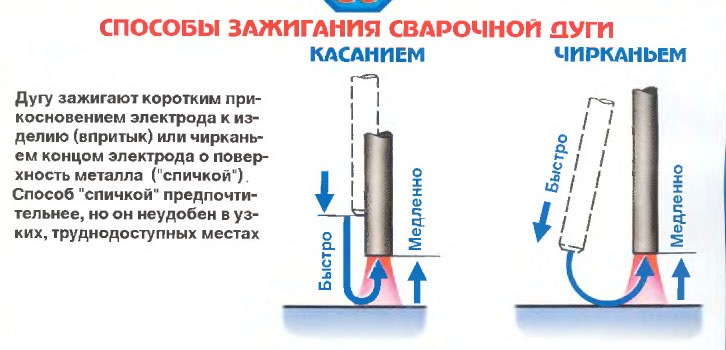 СПОСОБЫ ЗАЖИГАНИЯ СВАРОЧНОЙ ДУГИ
КАСАНИЕМ
ЧИРКАНЬЕМ
Дугу зажигают коротким при-
косновением электрода к из-
делию (впритык) или чиркань-
ем концом электрода о повер-
хность металла ("спичкой").
Способ "спичкой" предпочти-
тельнее, но он неудобен в уз-
ких, труднодоступных местах
Быстро
Медленно
Быстро
Медленно